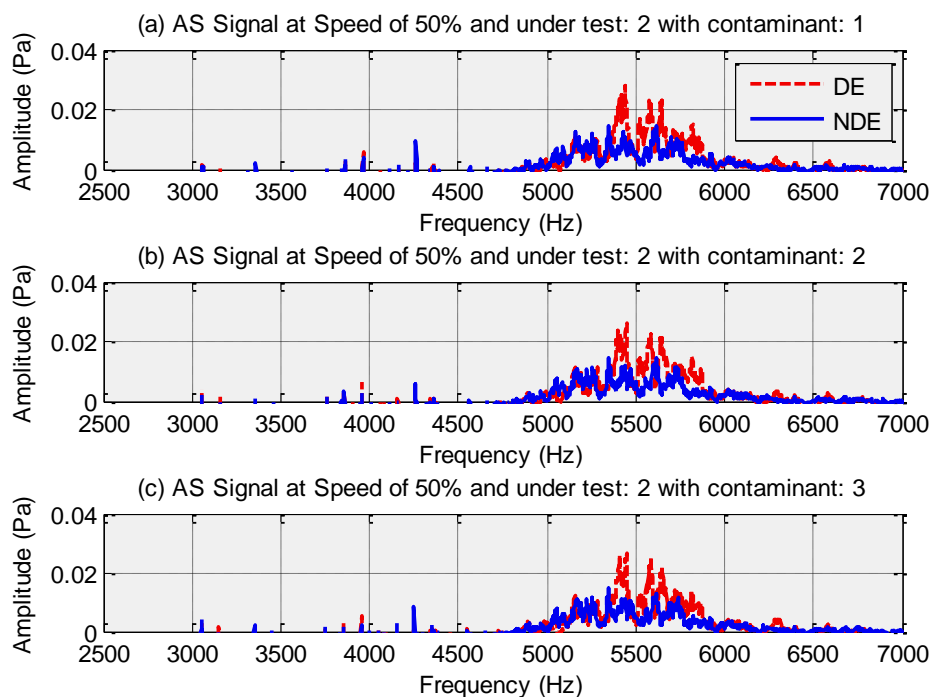 (a) AS Signal at Speed of 50% and under test: 2 with contaminant: 1
Amplitude (Pa)
0.04
0.02
0
DE
NDE
2500 3000 3500 4000 4500 5000 5500 6000 6500 7000
Frequency (Hz)
(b) AS Signal at Speed of 50% and under test: 2 with contaminant: 2
Amplitude (Pa)
0.04
0.02
0
2500 3000 3500 4000 4500 5000 5500 6000 6500 7000
Frequency (Hz)
(c) AS Signal at Speed of 50% and under test: 2 with contaminant: 3
Amplitude (Pa)
0.04
0.02
0
2500 3000 3500 4000 4500 5000 5500 6000 6500 7000
Frequency (Hz)